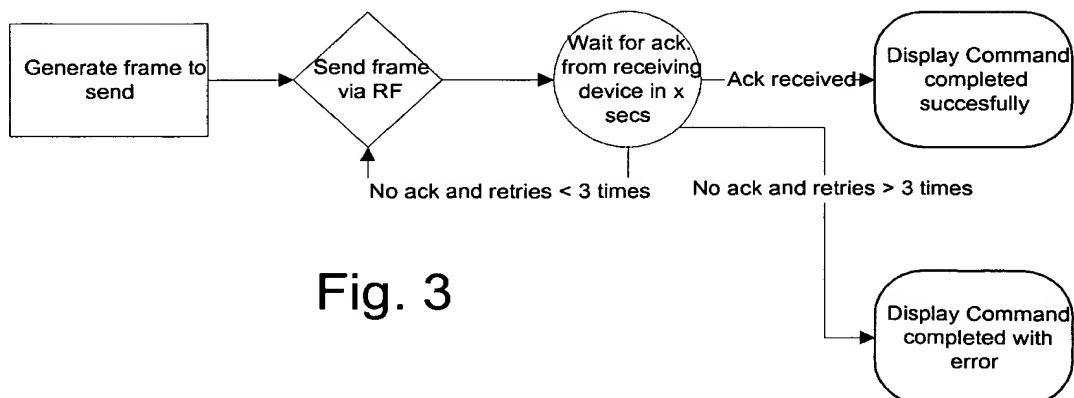 Generate frame to
send
Send frame
via RF
Wait for ack.
from receiving
device in x
secs
Ack received
Display Command
completed
succesfully
No ack and retries < 3 times
No ack and retries > 3 times
Fig. 3
Display Command
completed with
error